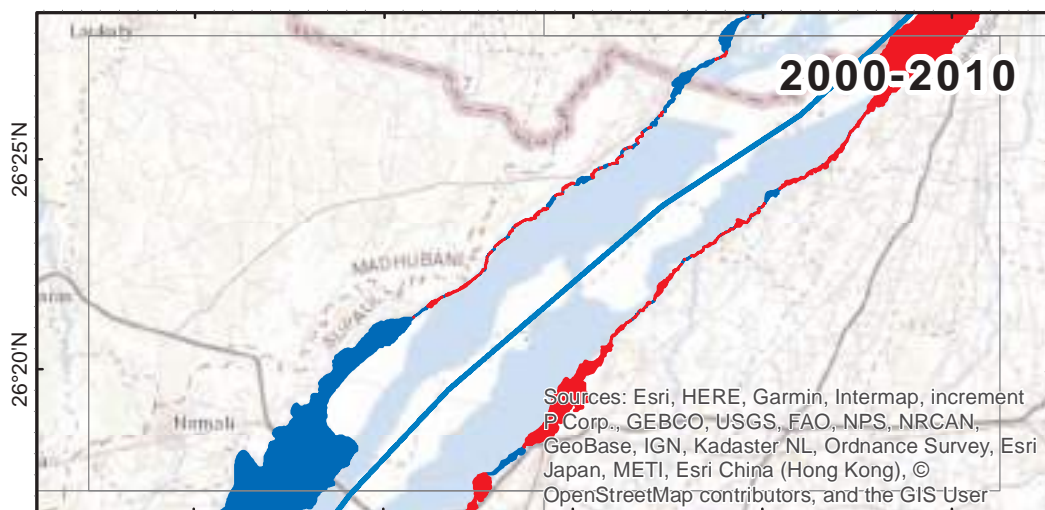 2000-2010
26°25'N
MADHUBANI
SUPAUL
26°20'N
Nirmali
Sources: Esri, HERE, Garmin, Intermap, increment
P Corp., GEBCO, USGS, FAO, NPS, NRCAN,
GeoBase, IGN, Kadaster NL, Ordnance Survey, Esri
Japan, METI, Esri China (Hong Kong), ©
OpenStreetMap contributors, and the GIS User